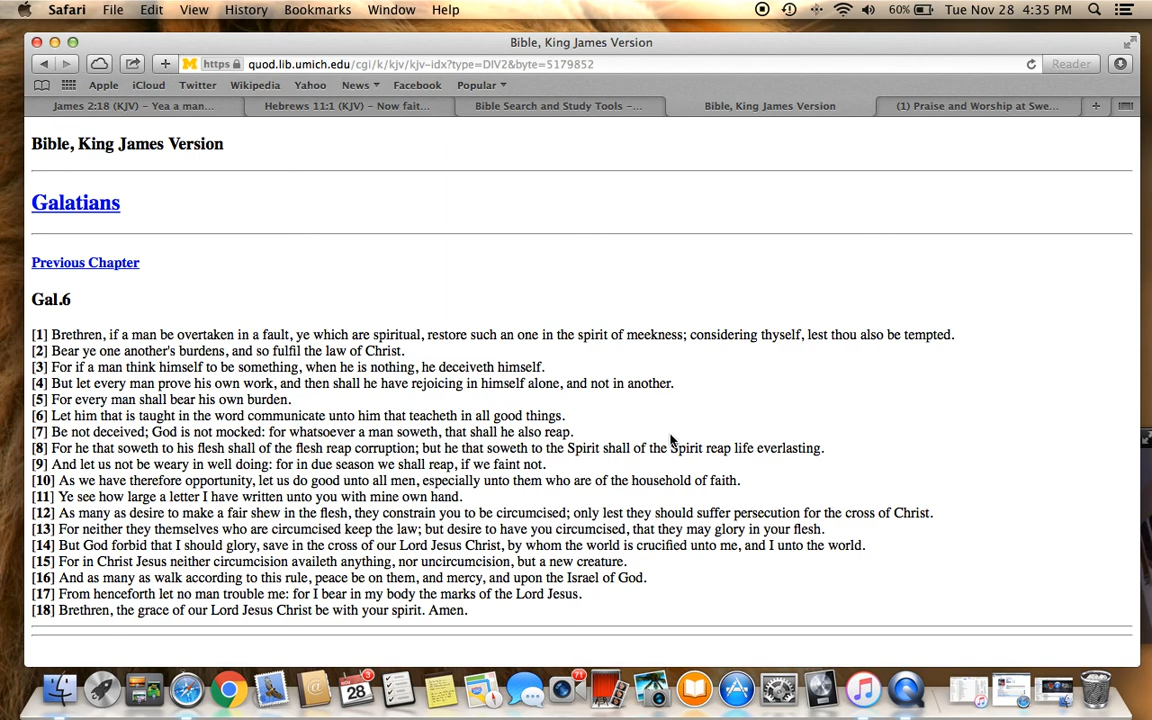 Safari File Edit View History Bookmarks Window Help 60% Tue Nov 28 4:35 PM
Bible, King James Version
https quod.lib.umich.edu/cgi/k/kjv/kjv-idx?type=DIV2&byte=5179852 Reader
Apple iCloud Twitter Wikipedia Yahoo News Facebook Popular
James 2:18 (KJV) – Yea a man... Hebrews 11:1 (KJV) – Now fait... Bible Search and Study Tools –... Bible, King James Version (1) Praise and Worship at Swe...
Bible, King James Version
Galatians
Previous Chapter
Gal.6
[1] Brethren, if a man be overtaken in a fault, ye which are spiritual, restore such an one in the spirit of meekness; considering thyself, lest thou also be tempted.
[2] Bear ye one another's burdens, and so fulfil the law of Christ.
[3] For if a man think himself to be something, when he is nothing, he deceiveth himself.
[4] But let every man prove his own work, and then shall he have rejoicing in himself alone, and not in another.
[5] For every man shall bear his own burden.
[6] Let him that is taught in the word communicate unto him that teacheth in all good things.
[7] Be not deceived; God is not mocked: for whatsoever a man soweth, that shall he also reap.
[8] For he that soweth to his flesh shall of the flesh reap corruption; but he that soweth to the Spirit shall of the Spirit reap life everlasting.
[9] And let us not be weary in well doing: for in due season we shall reap, if we faint not.
[10] As we have therefore opportunity, let us do good unto all men, especially unto them who are of the household of faith.
[11] Ye see how large a letter I have written unto you with mine own hand.
[12] As many as desire to make a fair shew in the flesh, they constrain you to be circumcised; only lest they should suffer persecution for the cross of Christ.
[13] For neither they themselves who are circumcised keep the law; but desire to have you circumcised, that they may glory in your flesh.
[14] But God forbid that I should glory, save in the cross of our Lord Jesus Christ, by whom the world is crucified unto me, and I unto the world.
[15] For in Christ Jesus neither circumcision availeth anything, nor uncircumcision, but a new creature.
[16] And as many as walk according to this rule, peace be on them, and mercy, and upon the Israel of God.
[17] From henceforth let no man trouble me: for I bear in my body the marks of the Lord Jesus.
[18] Brethren, the grace of our Lord Jesus Christ be with your spirit. Amen.
28 3 71